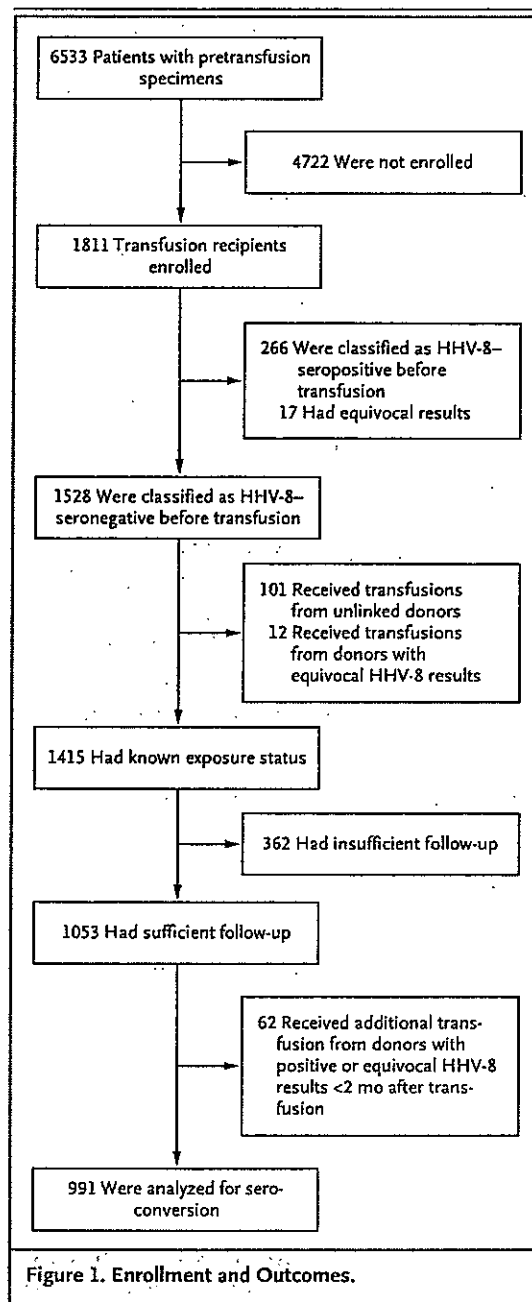 6533 Patients with pretransfusion
specimens
4722 Were not enrolled
1811 Transfusion recipients
enrolled
266 Were classified as HHV-8–
seropositive before
transfusion
17 Had equivocal results
1528 Were classified as HHV-8–
seronegative before transfusion
101 Received transfusions
from unlinked donors
12 Received transfusions
from donors with
equivocal HHV-8 results
1415 Had known exposure status
362 Had insufficient follow-up
1053 Had sufficient follow-up
62 Received additional trans-
fusion from donors with
positive or equivocal HHV-8
results <2 mo after trans-
fusion
991 Were analyzed for sero-
conversion
Figure 1. Enrollment and Outcomes.